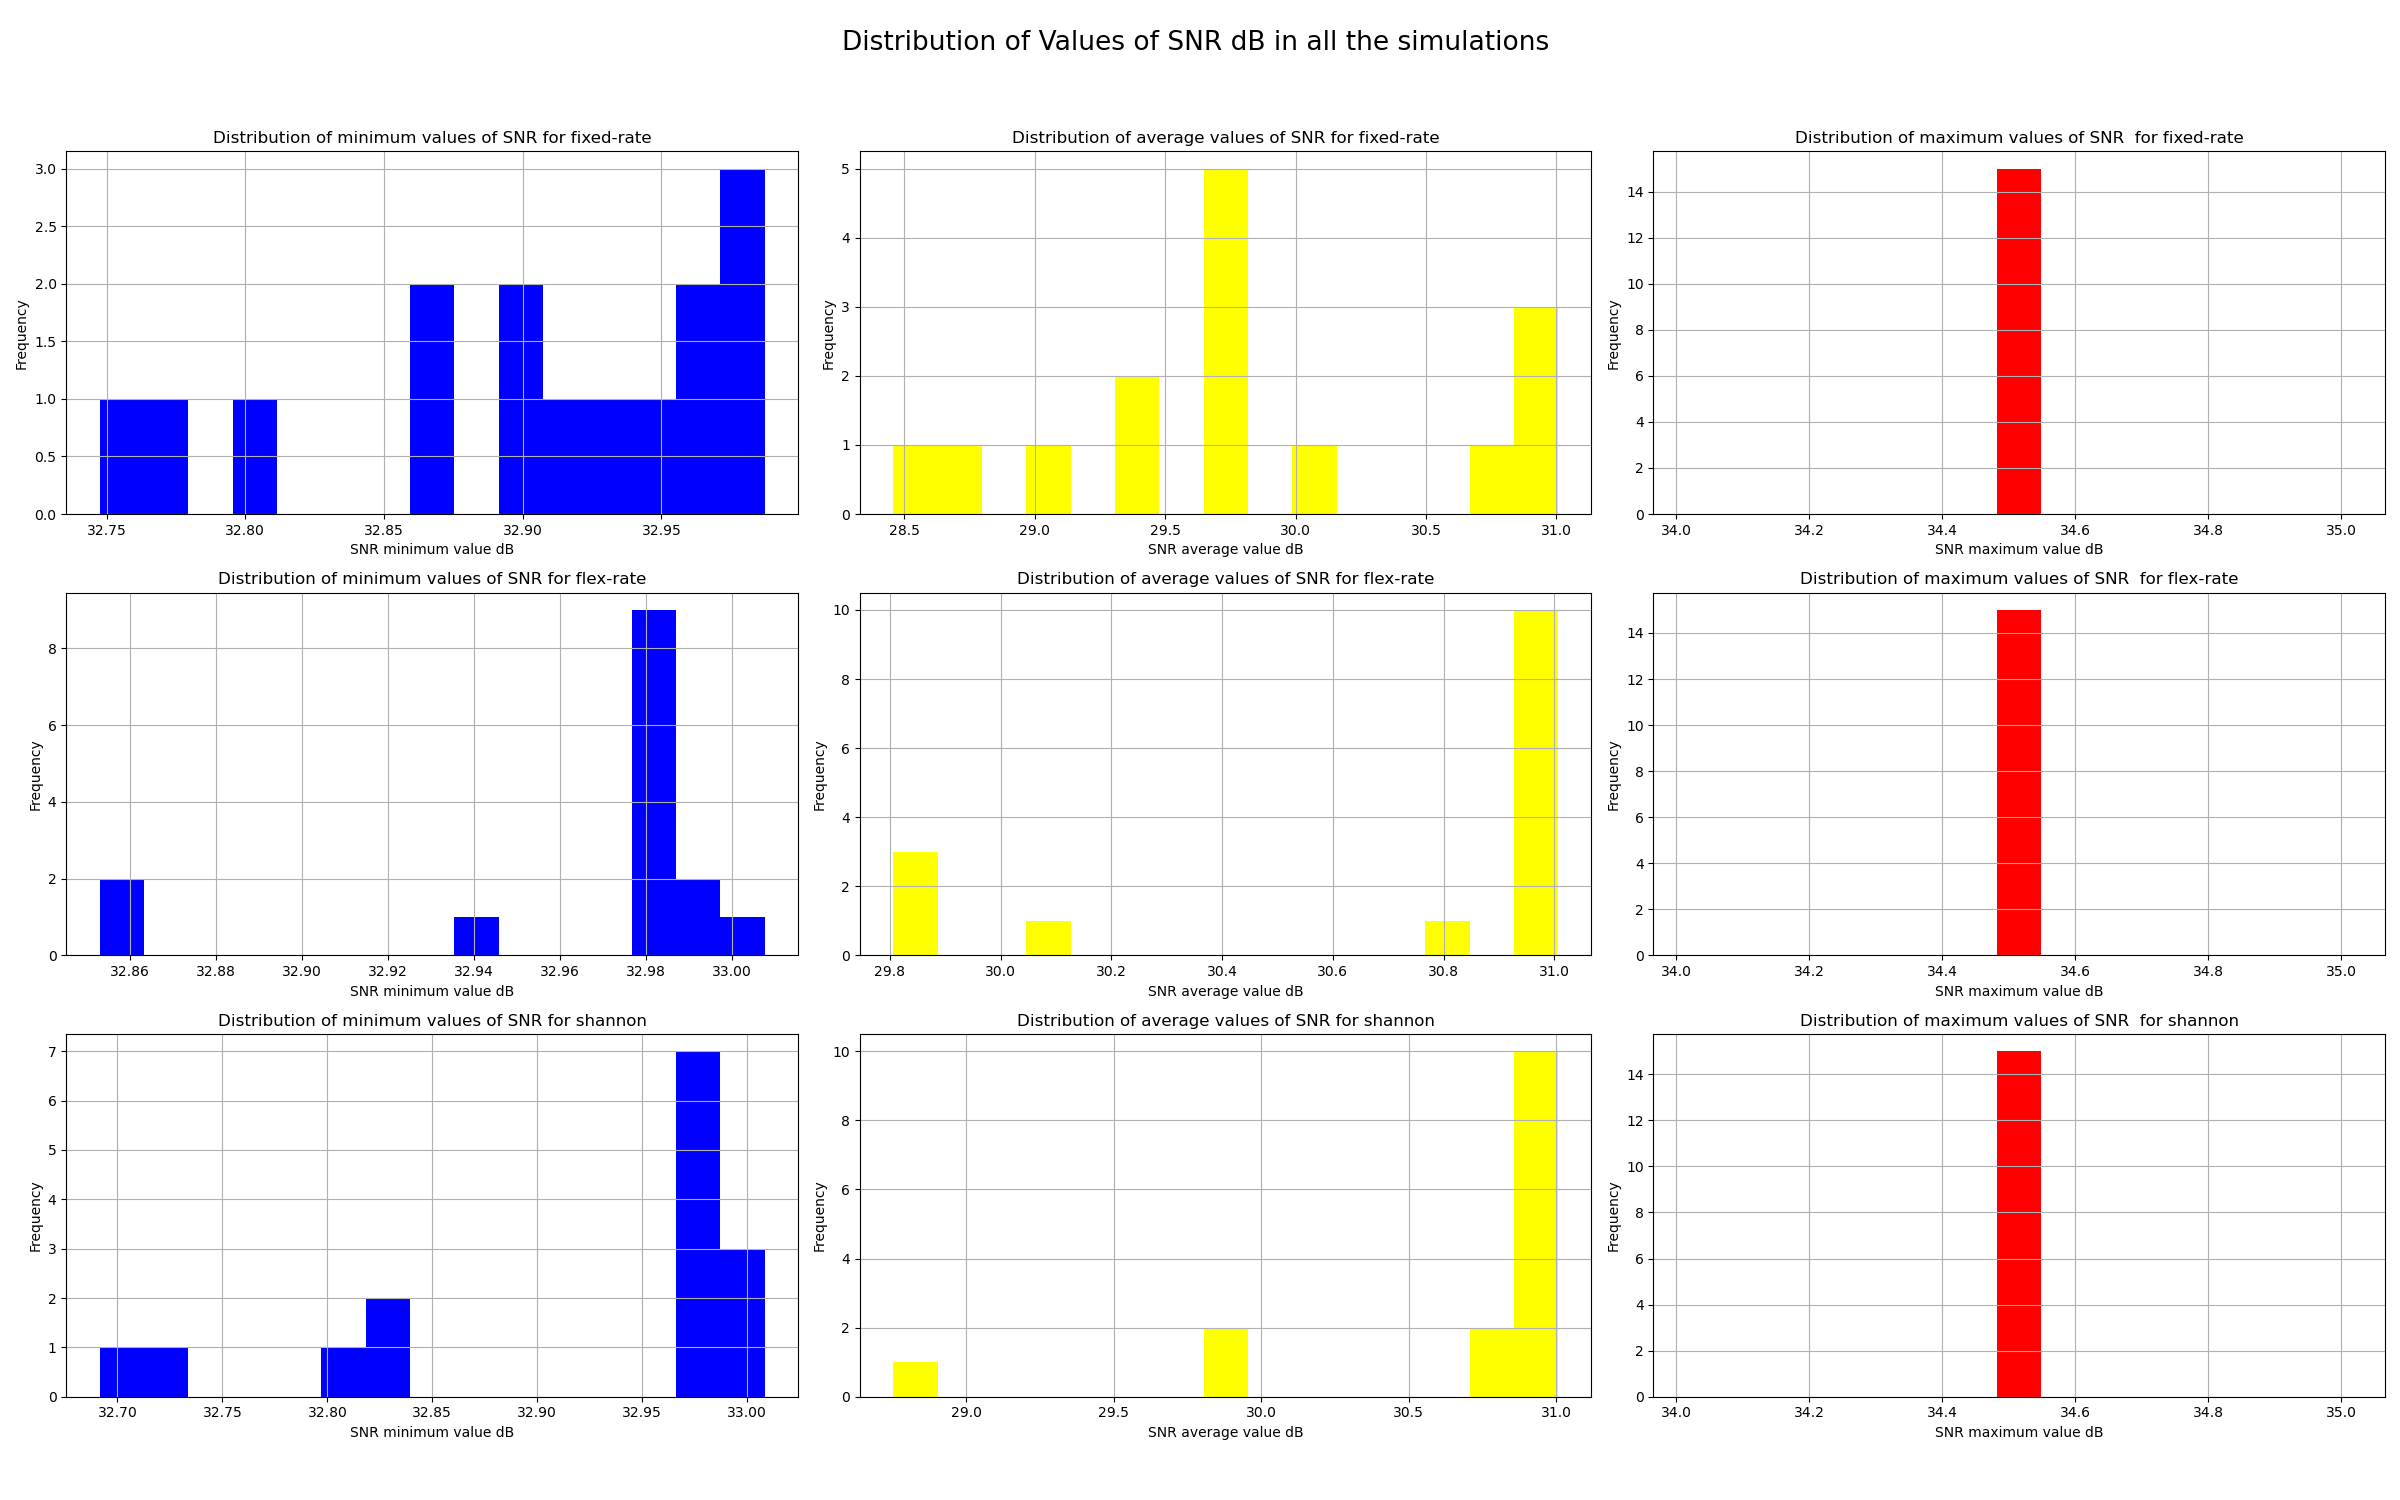 Distribution of Values of SNR dB in all the simulations
Distribution of minimum values of SNR for fixed-rate
Frequency
3.0
2.5
2.0
1.5
1.0
0.5
0.0
32.75 32.80 32.85 32.90 32.95
SNR minimum value dB
Distribution of average values of SNR for fixed-rate
Frequency
5
4
3
2
1
0
28.5 29.0 29.5 30.0 30.5 31.0
SNR average value dB
Distribution of maximum values of SNR  for fixed-rate
Frequency
14
12
10
8
6
4
2
0
34.0 34.2 34.4 34.6 34.8 35.0
SNR maximum value dB
Distribution of minimum values of SNR for flex-rate
Frequency
8
6
4
2
0
32.86 32.88 32.90 32.92 32.94 32.96 32.98 33.00
SNR minimum value dB
Distribution of average values of SNR for flex-rate
Frequency
10
8
6
4
2
0
29.8 30.0 30.2 30.4 30.6 30.8 31.0
SNR average value dB
Distribution of maximum values of SNR  for flex-rate
Frequency
14
12
10
8
6
4
2
0
34.0 34.2 34.4 34.6 34.8 35.0
SNR maximum value dB
Distribution of minimum values of SNR for shannon
Frequency
7
6
5
4
3
2
1
0
32.70 32.75 32.80 32.85 32.90 32.95 33.00
SNR minimum value dB
Distribution of average values of SNR for shannon
Frequency
10
8
6
4
2
0
29.0 29.5 30.0 30.5 31.0
SNR average value dB
Distribution of maximum values of SNR  for shannon
Frequency
14
12
10
8
6
4
2
0
34.0 34.2 34.4 34.6 34.8 35.0
SNR maximum value dB